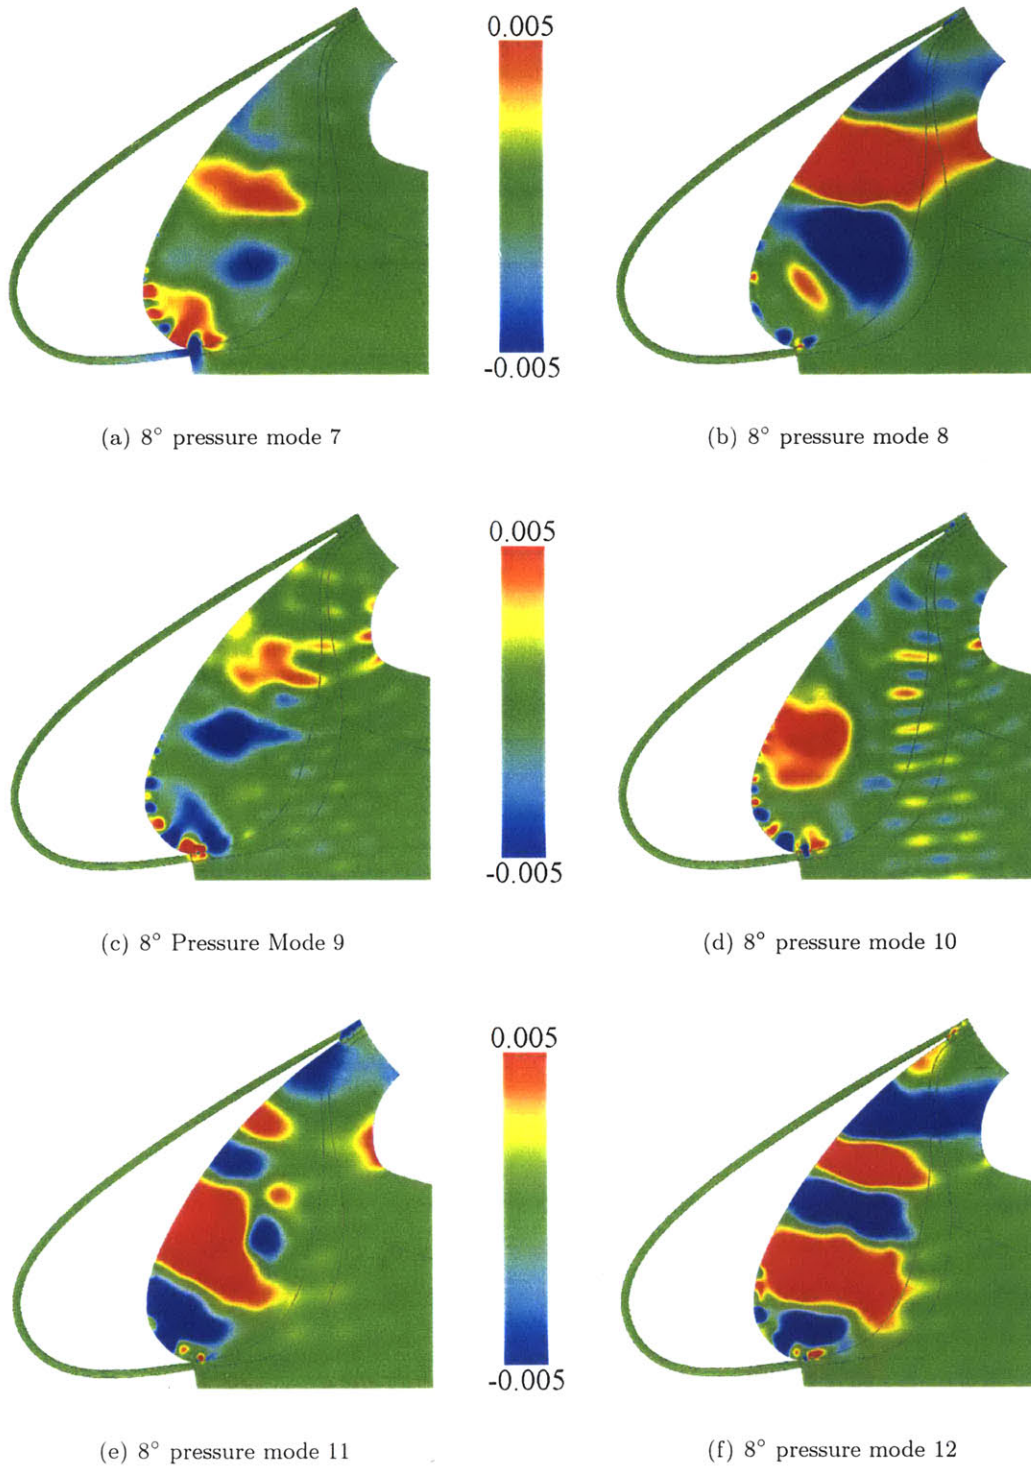 0.005
-0.005
(a) 8° pressure mode 7
(b) 8° pressure mode 8
0.005
-0.005
(c) 8° Pressure Mode 9
(d) 8° pressure mode 10
0.005
-0.005
(e) 8° pressure mode 11
(f) 8° pressure mode 12